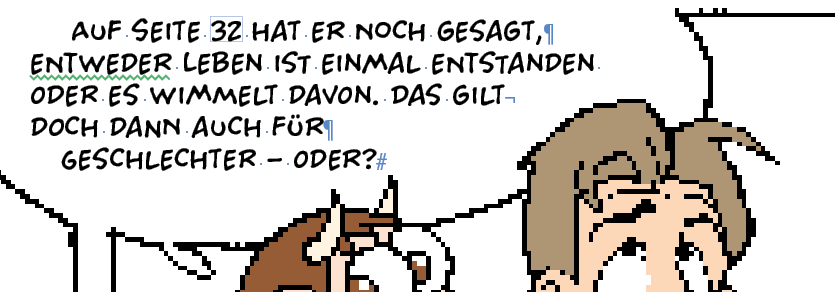 AUF SEITE 32 HAT ER NOCH GESAGT,¶
ENTWEDER LEBEN IST EINMAL ENTSTANDEN
ODER ES WIMMELT DAVON. DAS GILT¬
DOCH DANN AUCH FÜR¶
GESCHLECHTER – ODER?#